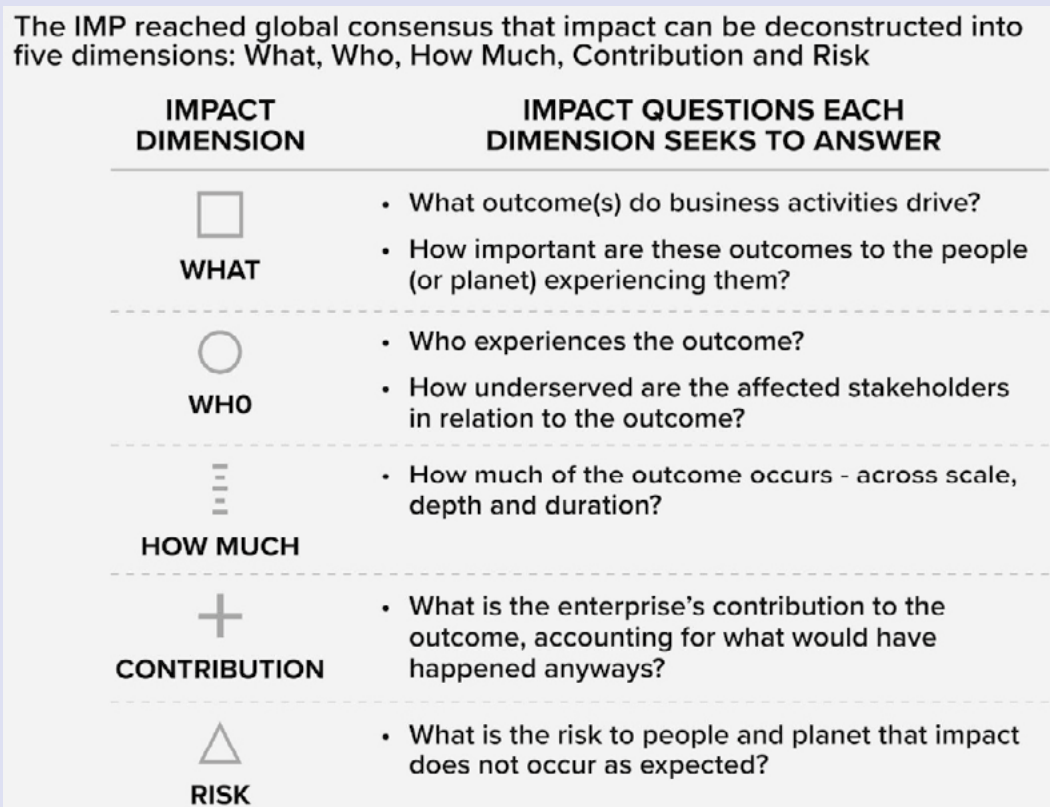 The IMP reached global consensus that impact can be deconstructed into
five dimensions: What, Who, How Much, Contribution and Risk
IMPACT
DIMENSION
IMPACT QUESTIONS EACH
DIMENSION SEEKS TO ANSWER
WHAT
• What outcome(s) do business activities drive?
• How important are these outcomes to the people
(or planet) experiencing them?
WHO
• Who experiences the outcome?
• How underserved are the affected stakeholders
in relation to the outcome?
HOW MUCH
• How much of the outcome occurs - across scale,
depth and duration?
CONTRIBUTION
• What is the enterprise’s contribution to the
outcome, accounting for what would have
happened anyways?
RISK
• What is the risk to people and planet that impact
does not occur as expected?